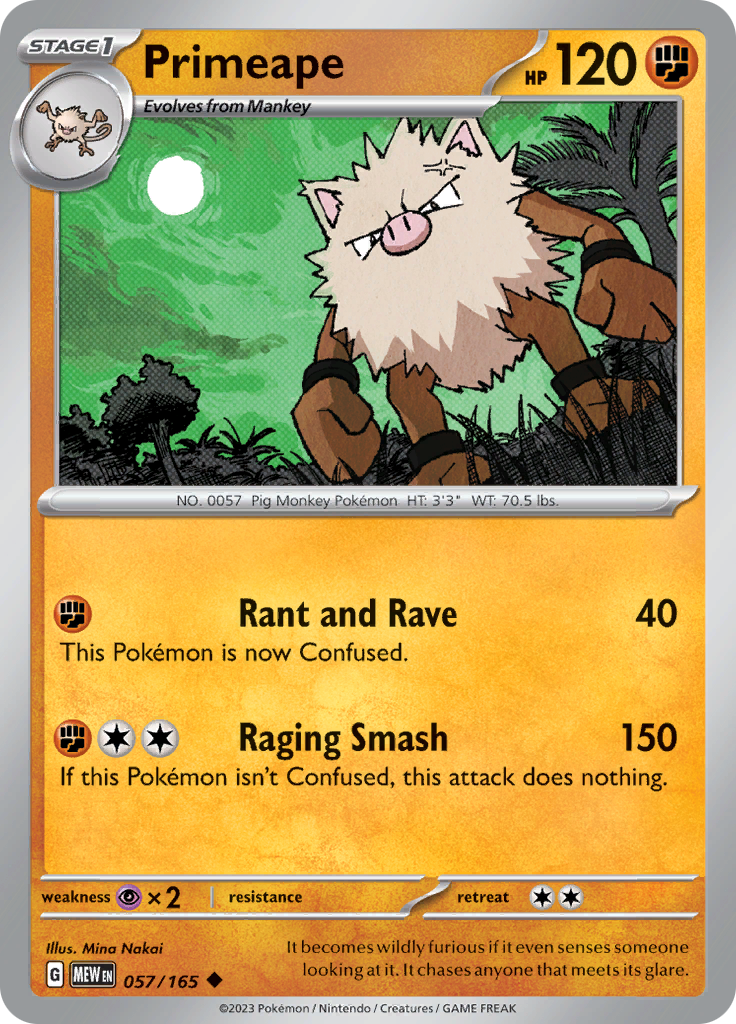 STAGE1
Primeape
HP 120
Evolves from Mankey
NO. 0057 Pig Monkey Pokémon HT: 3'3" WT: 70.5 lbs.
Rant and Rave 40
This Pokémon is now Confused.
Raging Smash 150
If this Pokémon isn't Confused, this attack does nothing.
weakness ×2 resistance retreat
Illus. Mina Nakai
It becomes wildly furious if it even senses someone
looking at it. It chases anyone that meets its glare.
G MEW EN 057/165
©2023 Pokémon / Nintendo / Creatures / GAME FREAK